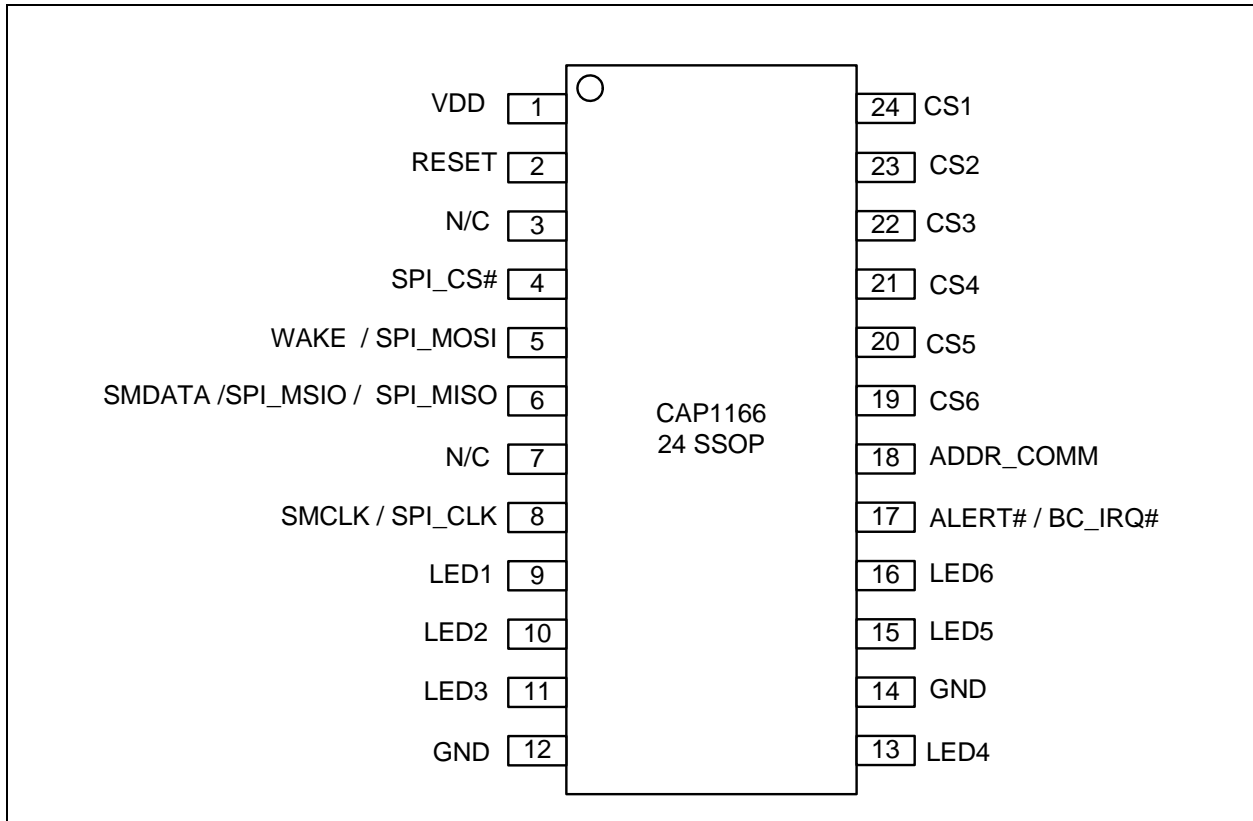 VDD 1
RESET 2
N/C 3
SPI_CS# 4
WAKE / SPI_MOSI 5
SMDATA /SPI_MSIO / SPI_MISO 6
N/C 7
SMCLK / SPI_CLK 8
LED1 9
LED2 10
LED3 11
GND 12
CAP1166
24 SSOP
24 CS1
23 CS2
22 CS3
21 CS4
20 CS5
19 CS6
18 ADDR_COMM
17 ALERT# / BC_IRQ#
16 LED6
15 LED5
14 GND
13 LED4